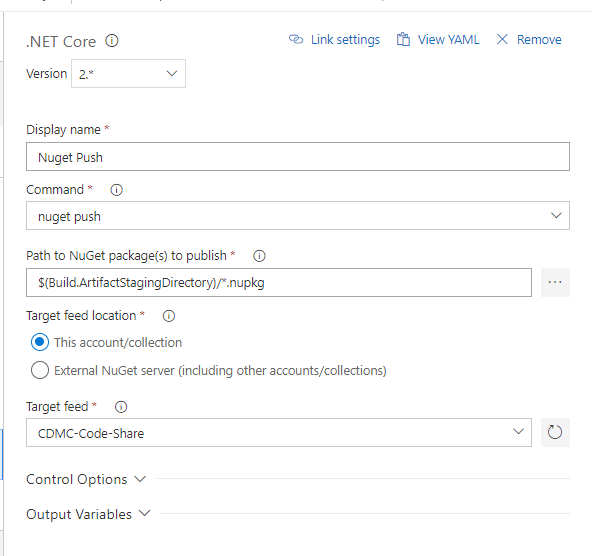 .NET Core
Link settings View YAML Remove
Version 2.*
Display name *
Nuget Push
Command *
nuget push
Path to NuGet package(s) to publish *
$(Build.ArtifactStagingDirectory)/*.nupkg
Target feed location *
This account/collection
External NuGet server (including other accounts/collections)
Target feed *
CDMC-Code-Share
Control Options
Output Variables